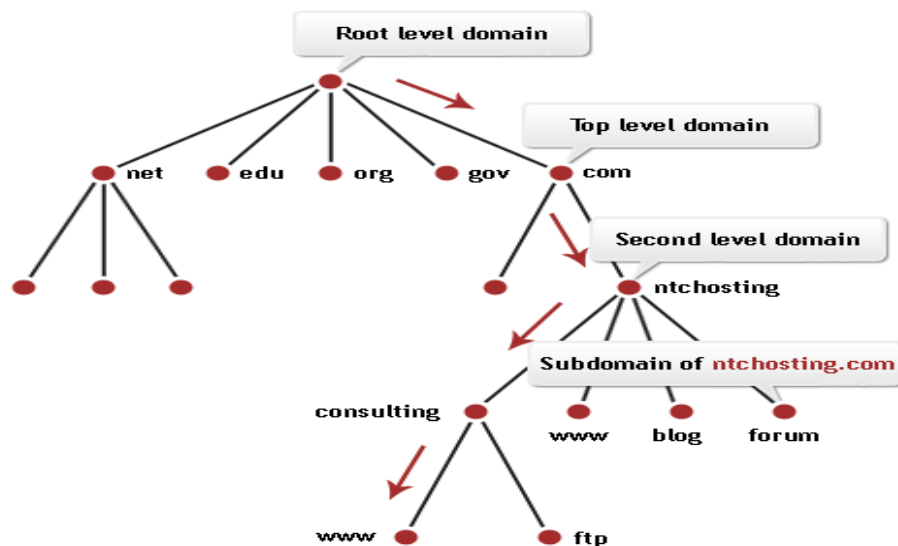 Root level domain
Top level domain
net
edu
org
gov
com
Second level domain
ntchosting
Subdomain of ntchosting.com
consulting
www
blog
forum
www
ftp